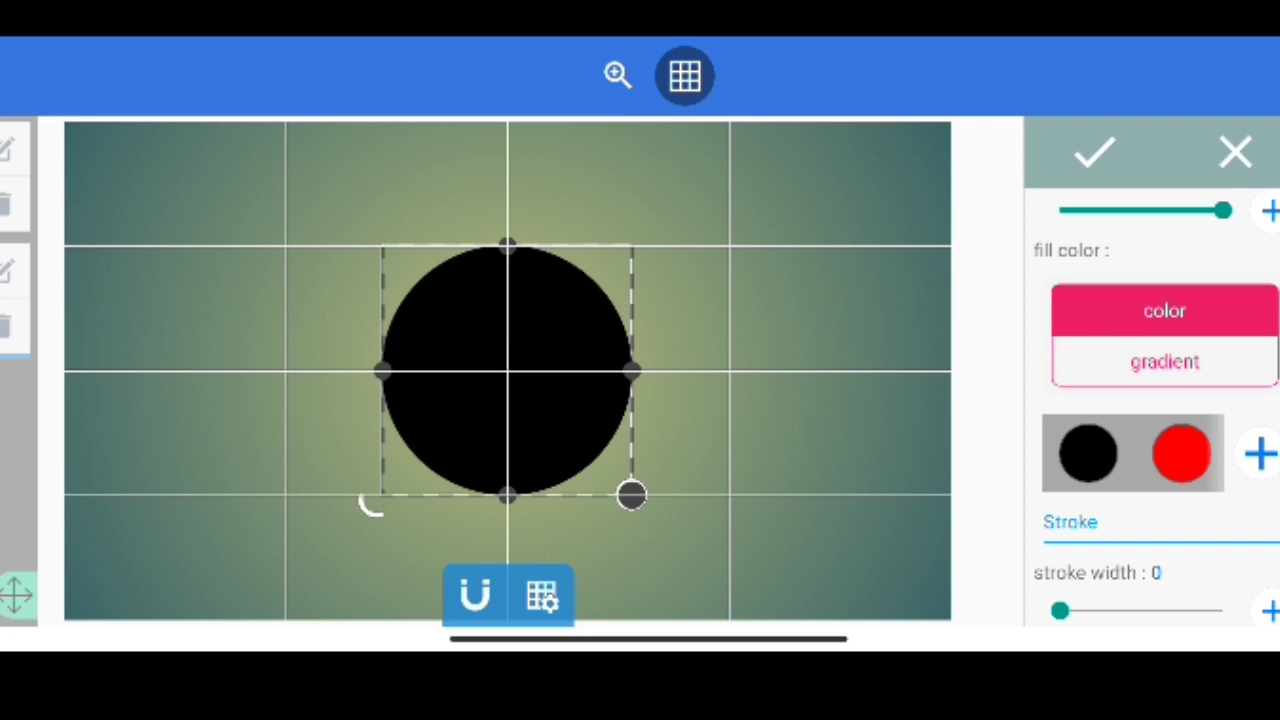 fill color :
color
gradient
Stroke
stroke width : 0